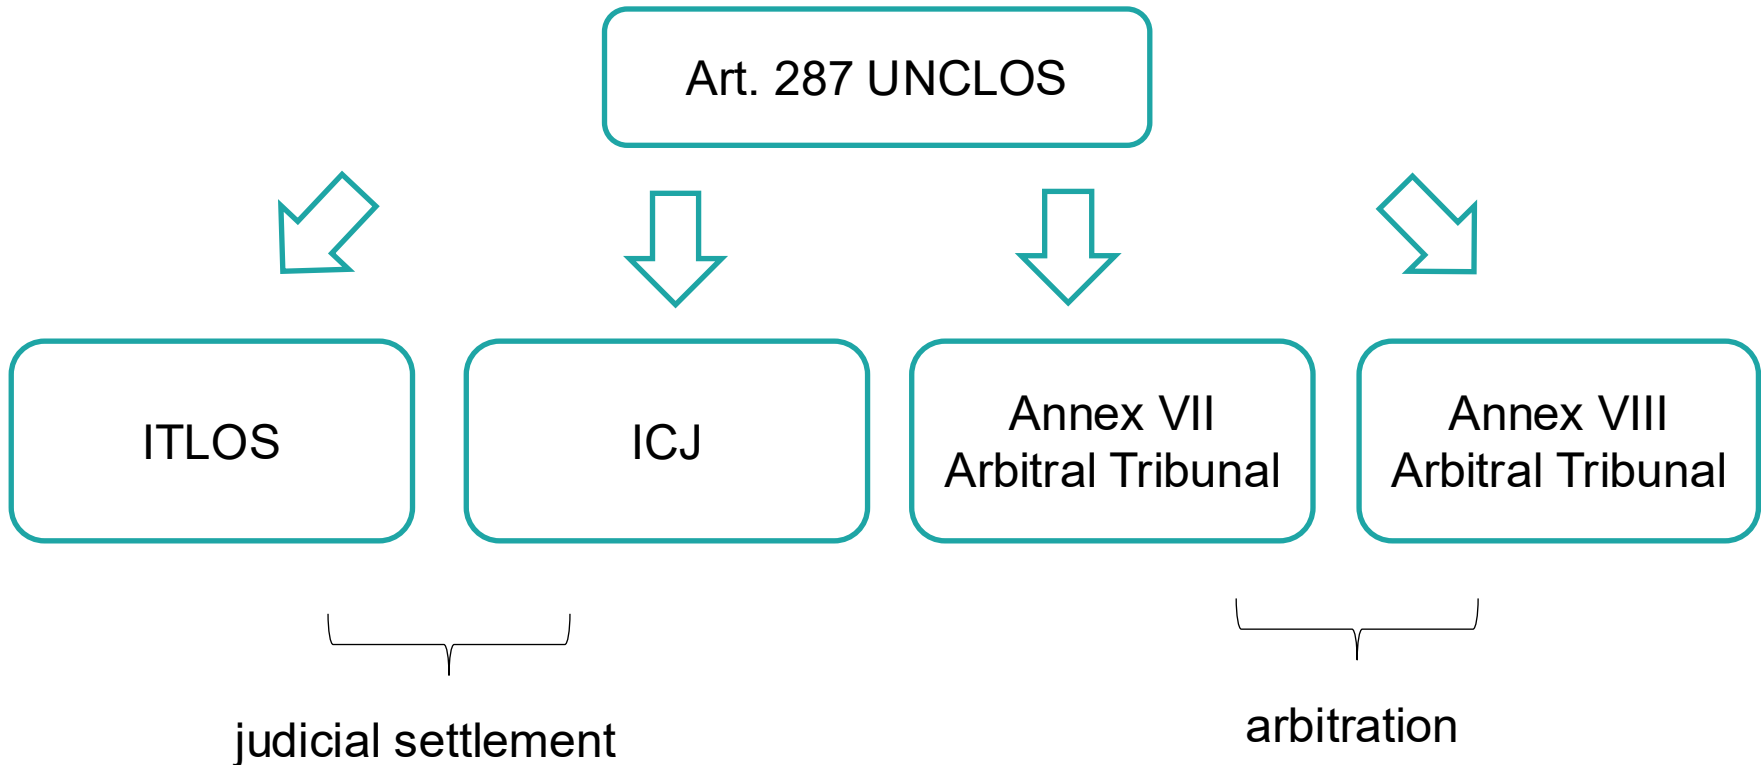 Art. 287 UNCLOS
ITLOS
ICJ
Annex VII
Arbitral Tribunal
Annex VIII
Arbitral Tribunal
judicial settlement
arbitration